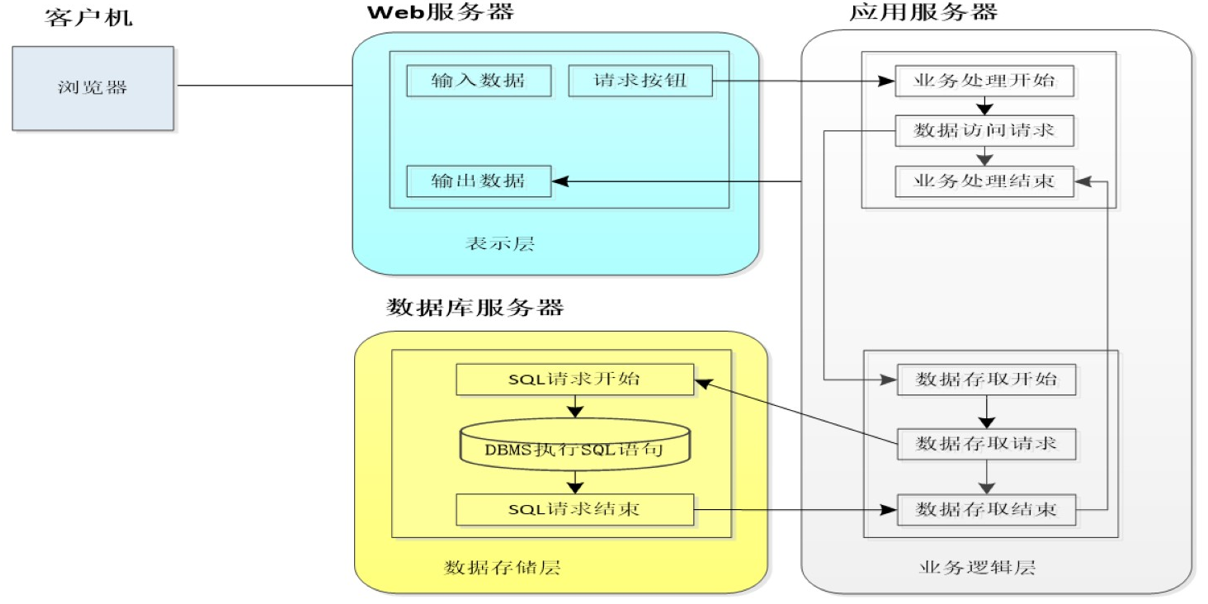 客户机
Web服务器
应用服务器
浏览器
输入数据
请求按钮
输出数据
表示层
业务处理开始
数据访问请求
业务处理结束
数据库服务器
SQL请求开始
DBMS执行SQL语句
SQL请求结束
数据存储层
数据存取开始
数据存取请求
数据存取结束
业务逻辑层